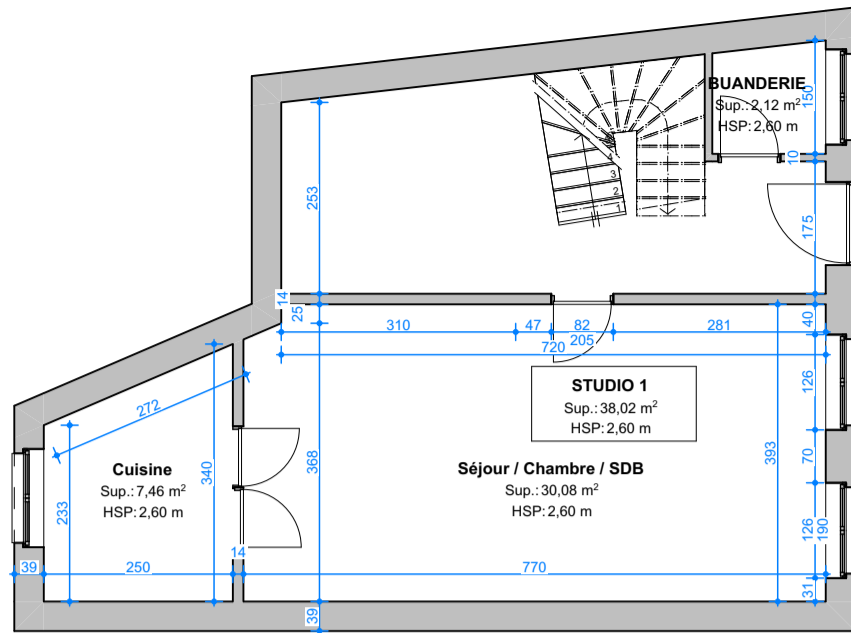 BUANDERIE
Sup.: 2,12 m²
HSP: 2,60 m
150
10
175
253
4
3
2
1
1
14
25
310
47
82
205
281
720
40
126
70
126
190
31
STUDIO 1
Sup.: 38,02 m²
HSP: 2,60 m
272
368
393
Cuisine
Sup.: 7,46 m²
HSP: 2,60 m
340
233
Séjour / Chambre / SDB
Sup.: 30,08 m²
HSP: 2,60 m
39
250
14
770
39